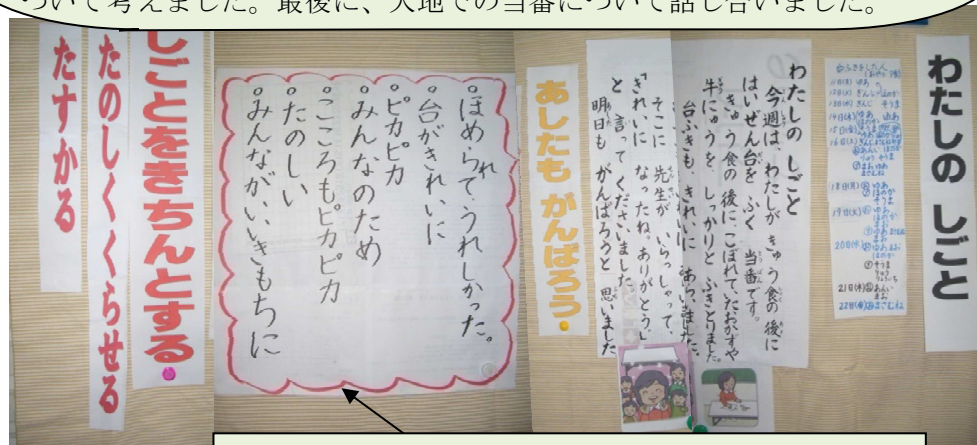 ついて考えました。最後に、大地での当番について話し合いました。
わたしの しごと
わたしの しごと
今週は、わたしが きゅう食の後に
はいぜん台を ふく 当番です。
きゅう食の後に、こぼれていたおかずや
牛にゅうを しっかりと ふきとりました。
台ふきも、きれいに あらいました。
そこに 先生が いらっしゃって、
「きれいに なったね。ありがとう。」
と 言って くださいました。
明日も がんばろうと 思いました
あしたも がんばろう。
。ほめられて、うれしかった。
。台がきれいに
。ピカピカ
。みんなのため
。こころもピカピカ
。たのしい
。みんながいいきもちに
しごとをきちんとする
たのしくくらせる
たすかる